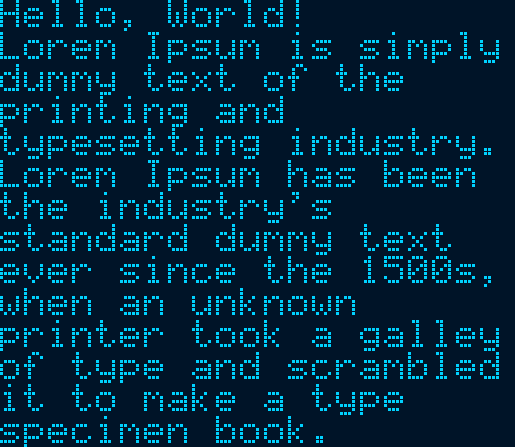 Hello, World!
Lorem Ipsum is simply
dummy text of the
printing and
typesetting industry.
Lorem Ipsum has been
the industry's
standard dummy text
ever since the 1500s,
when an unknown
printer took a galley
of type and scrambled
it to make a type
specimen book.